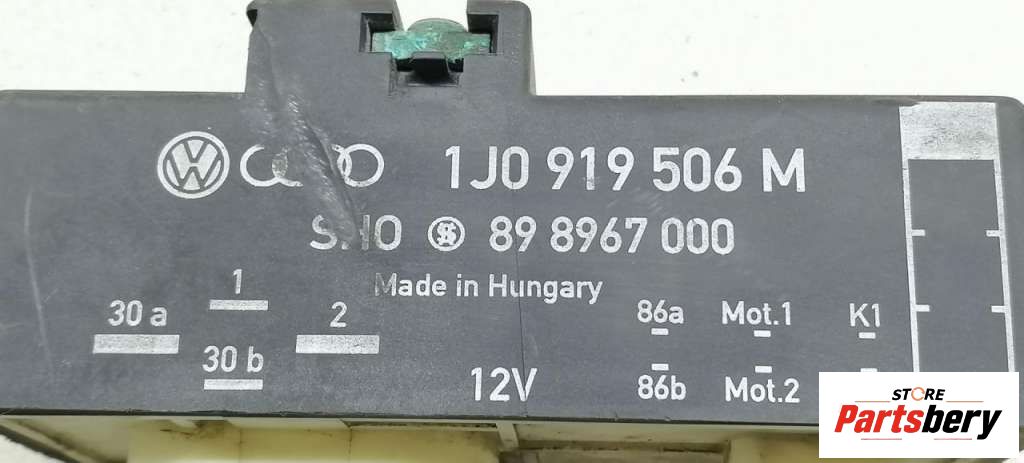 1J0 919 506 M
SHO 89 8967 000
Made in Hungary
1
30 a
2
86a Mot.1 K1
30 b
12V
86b Mot.2
STORE
Partsbery